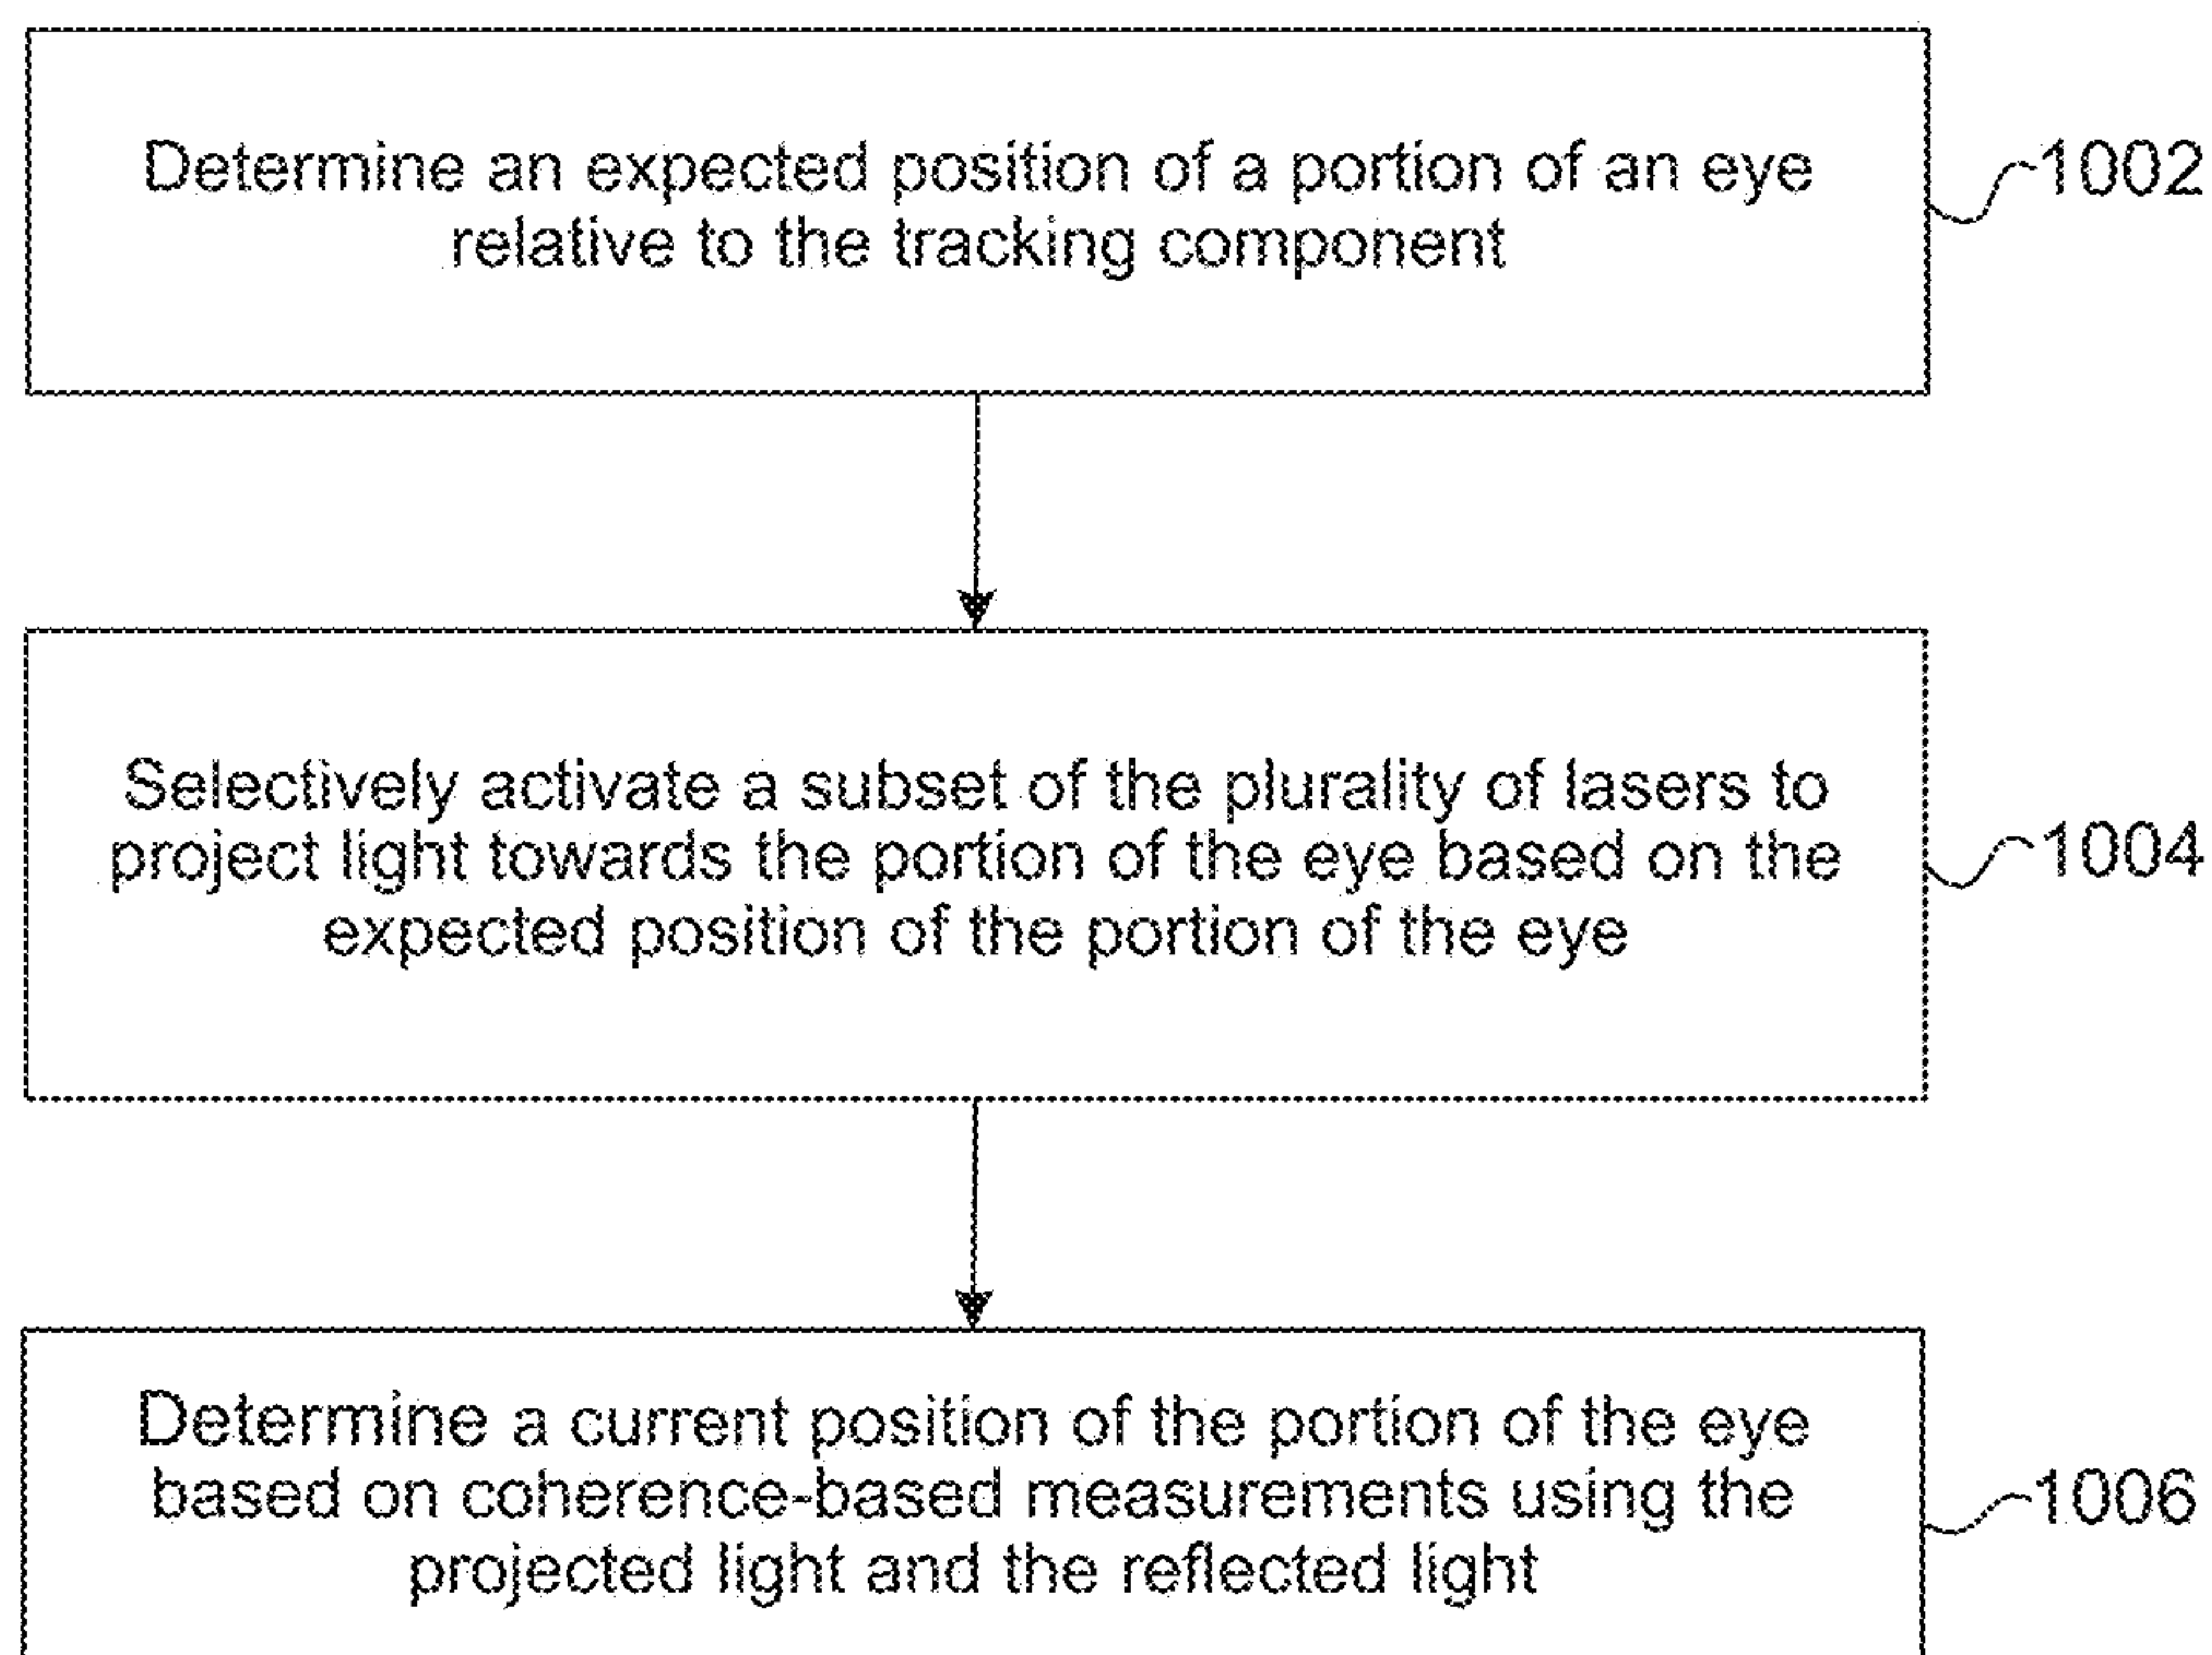 Determine an expected position of a portion of an eye
relative to the tracking component
1002
Selectively activate a subset of the plurality of lasers to
project light towards the portion of the eye based on the
expected position of the portion of the eye
1004
Determine a current position of the portion of the eye
based on coherence-based measurements using the
projected light and the reflected light
1006